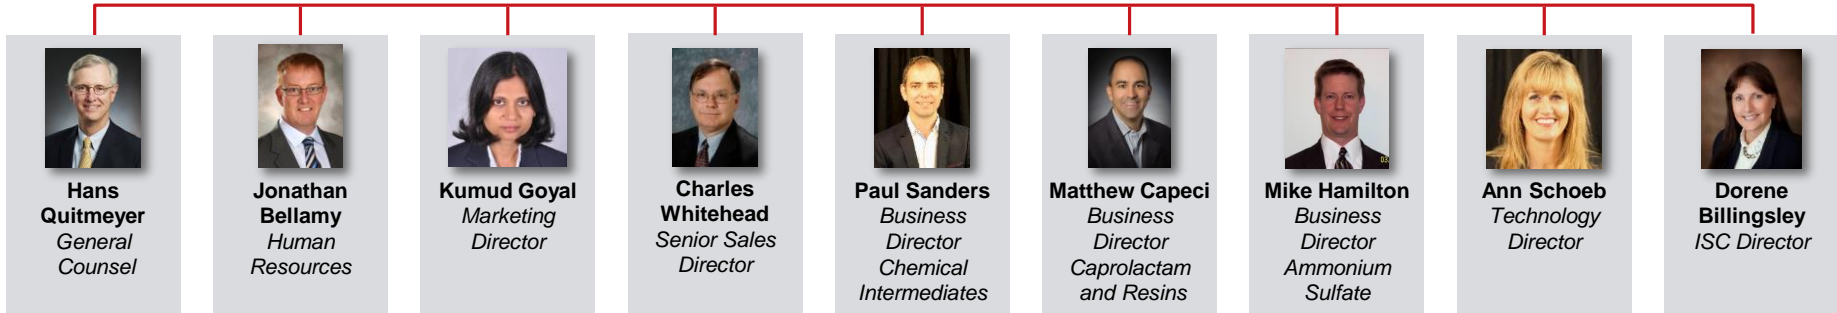 Hans
Quitmeyer
General
Counsel
Jonathan
Bellamy
Human
Resources
Kumud Goyal
Marketing
Director
Charles
Whitehead
Senior Sales
Director
Paul Sanders
Business
Director
Chemical
Intermediates
Matthew Capeci
Business
Director
Caprolactam
and Resins
Mike Hamilton
Business
Director
Ammonium
Sulfate
03
Ann Schoeb
Technology
Director
Dorene
Billingsley
ISC Director